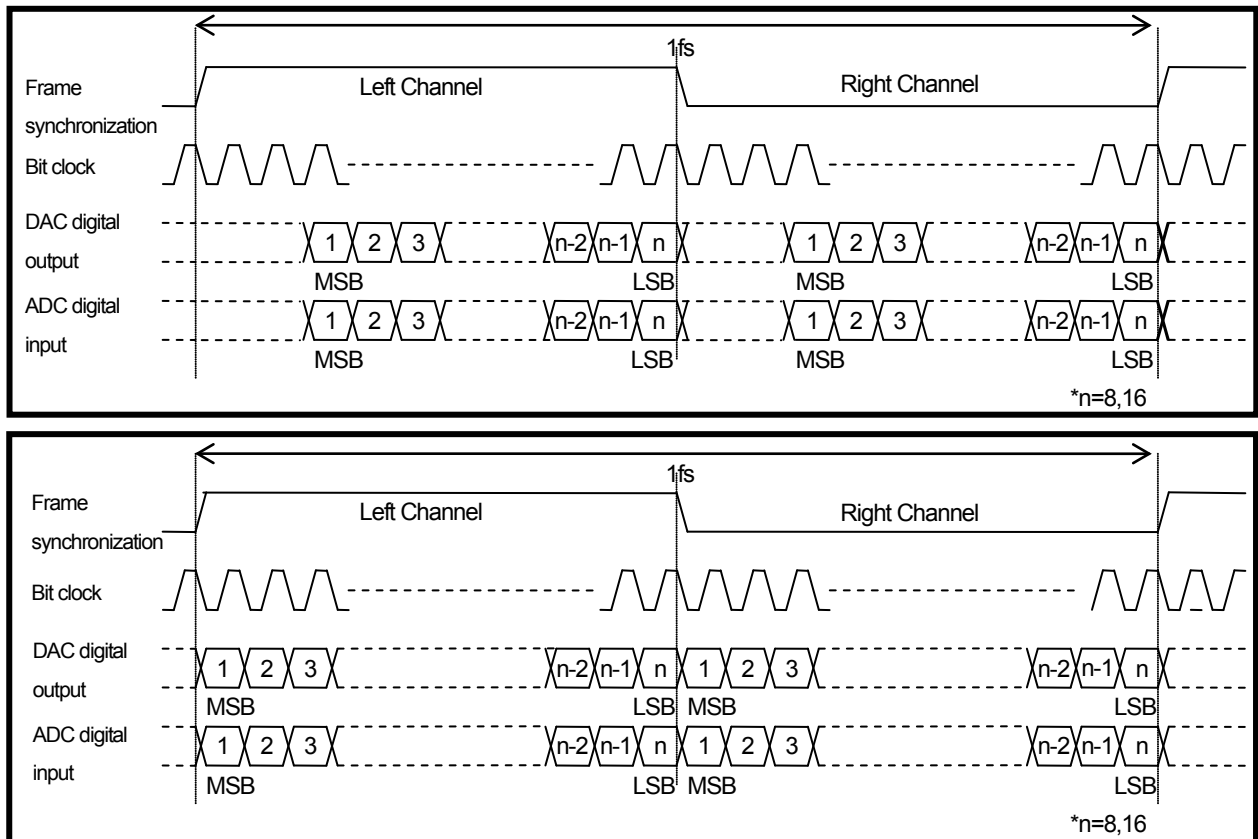 1fs
Left Channel Right Channel
Frame
synchronization
Bit clock
DAC digital
output
1 2 3 n-2 n-1 n 1 2 3 n-2 n-1 n
MSB LSB MSB LSB
ADC digital
input
1 2 3 n-2 n-1 n 1 2 3 n-2 n-1 n
MSB LSB MSB LSB
*n=8,16
1fs
Left Channel Right Channel
Frame
synchronization
Bit clock
DAC digital
output
1 2 3 n-2 n-1 n 1 2 3 n-2 n-1 n
MSB LSB MSB LSB
ADC digital
input
1 2 3 n-2 n-1 n 1 2 3 n-2 n-1 n
MSB LSB MSB LSB
*n=8,16